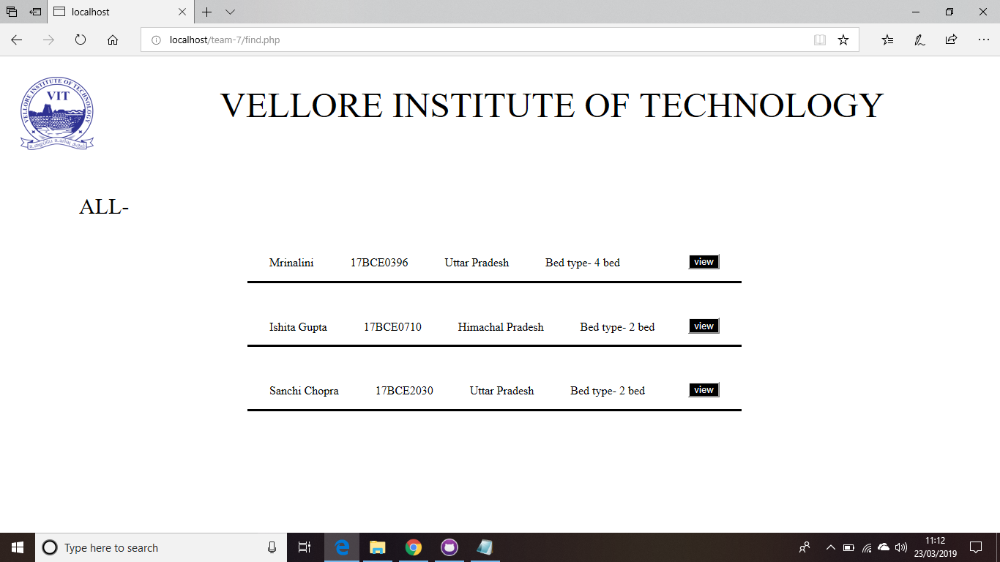 localhost
localhost/team-7/find.php
VELLORE INSTITUTE OF TECHNOLOGY
VIT
VELLORE INSTITUTE OF TECHNOLOGY
ALL-
Mrinalini 17BCE0396 Uttar Pradesh Bed type- 4 bed view
Ishita Gupta 17BCE0710 Himachal Pradesh Bed type- 2 bed view
Sanchi Chopra 17BCE2030 Uttar Pradesh Bed type- 2 bed view
Type here to search
11:12
23/03/2019